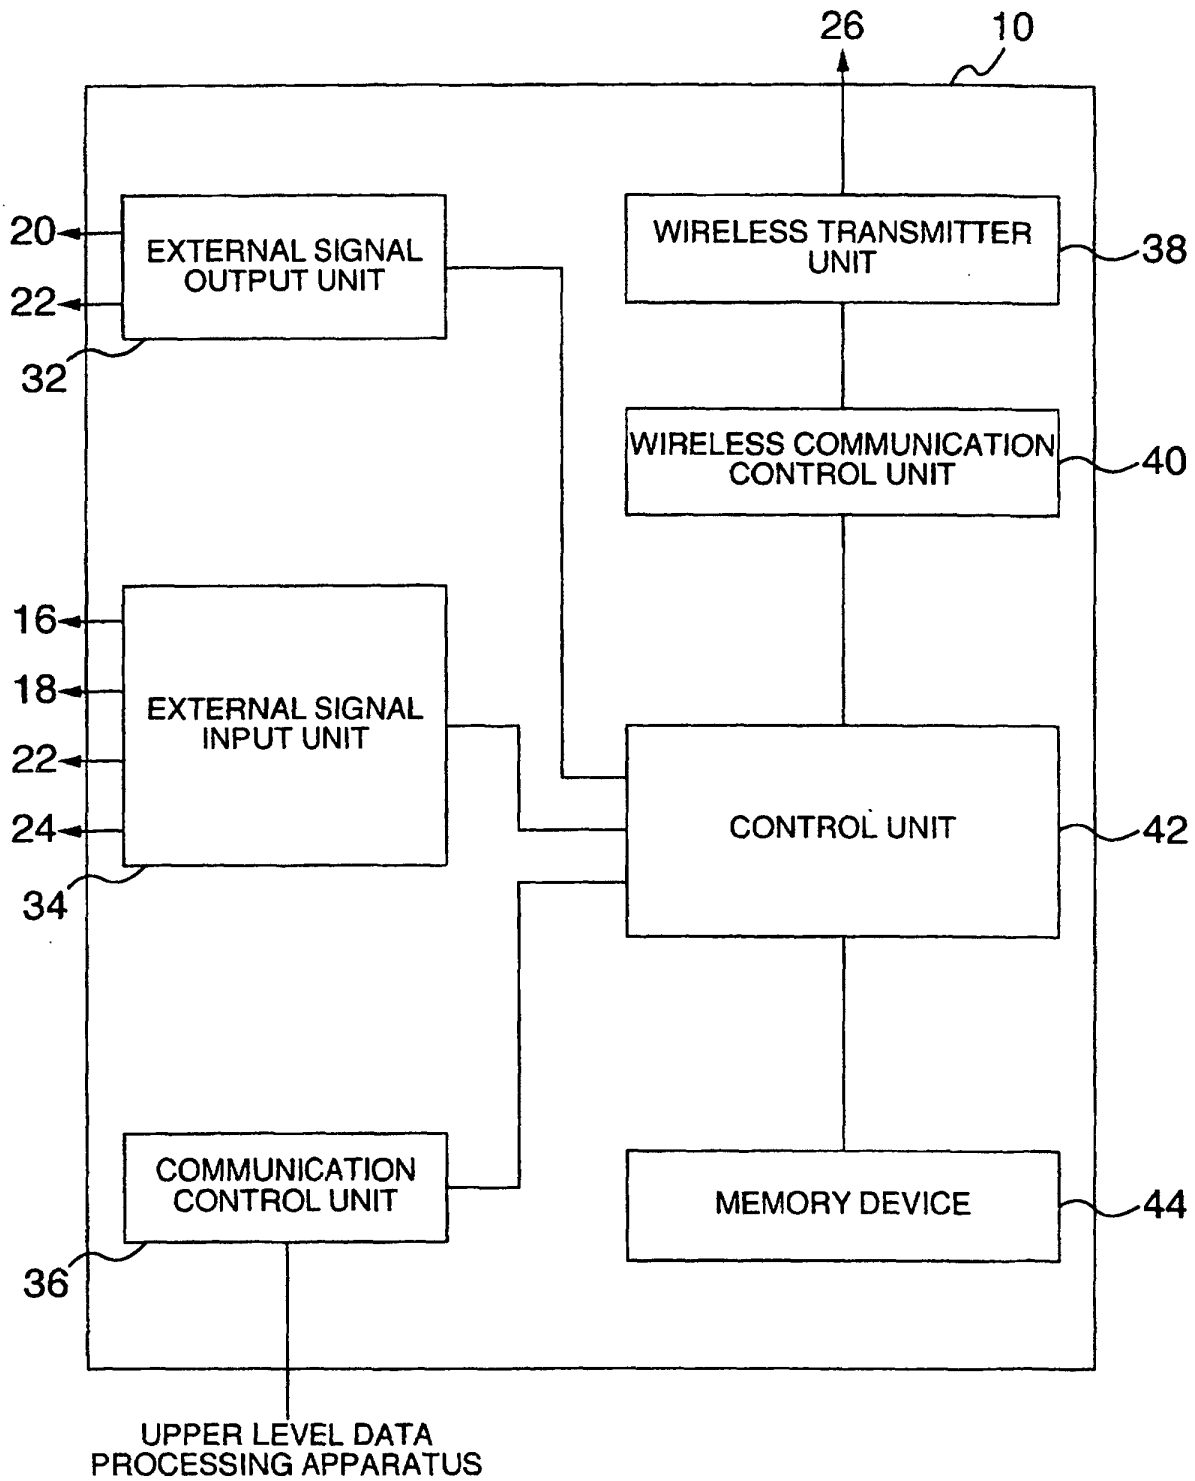 26
10
20
EXTERNAL SIGNAL
OUTPUT UNIT
22
32
WIRELESS TRANSMITTER
UNIT
38
WIRELESS COMMUNICATION
CONTROL UNIT
40
16
18
EXTERNAL SIGNAL
INPUT UNIT
22
24
34
CONTROL UNIT
42
COMMUNICATION
CONTROL UNIT
36
MEMORY DEVICE
44
UPPER LEVEL DATA
PROCESSING APPARATUS